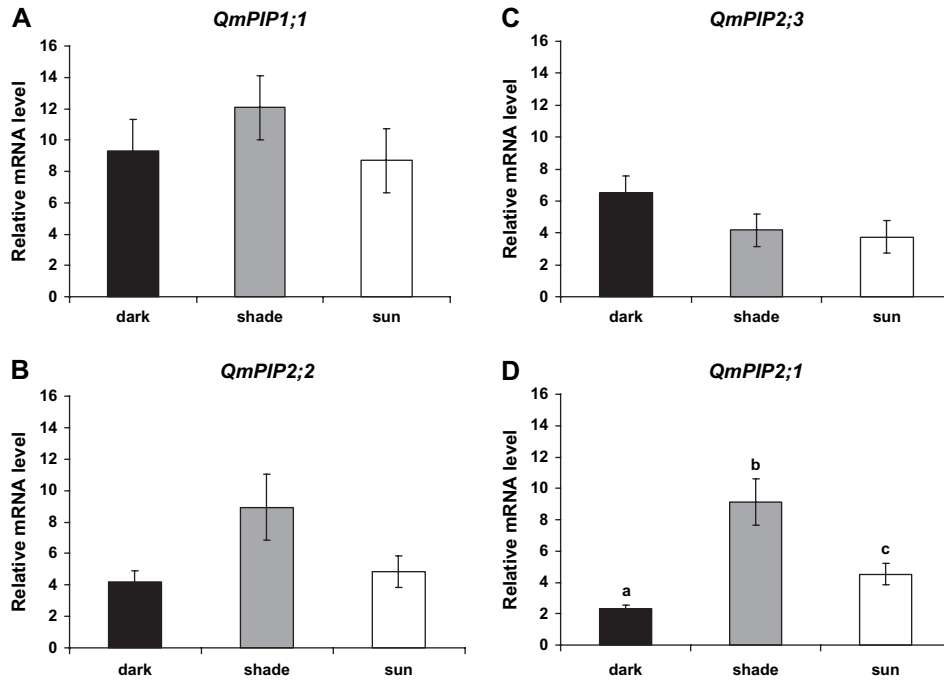 A
QmPIP1;1
Relative mRNA level
16
14
12
10
8
6
4
2
0
dark shade sun
C
QmPIP2;3
Relative mRNA level
16
14
12
10
8
6
4
2
0
dark shade sun
B
QmPIP2;2
Relative mRNA level
16
14
12
10
8
6
4
2
0
dark shade sun
D
QmPIP2;1
Relative mRNA level
16
14
12
10
8
6
4
2
0
a
b
c
dark shade sun